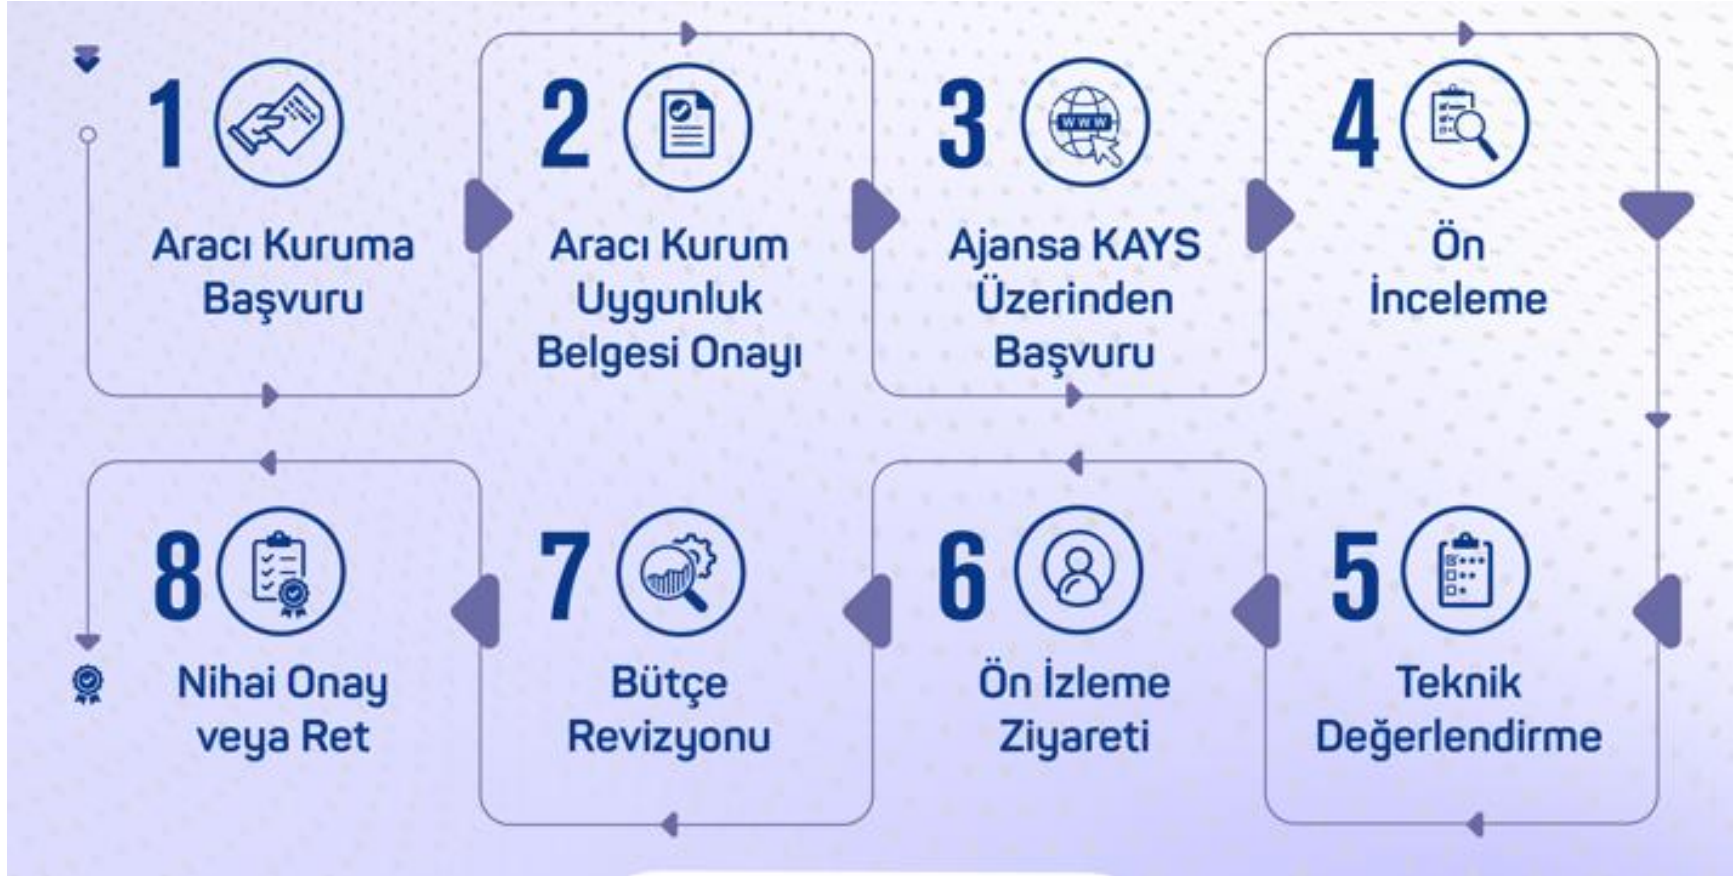 1
Aracı Kuruma
Başvuru
2
Aracı Kurum
Uygunluk
Belgesi Onayı
3
WWW
Ajansa KAYS
Üzerinden
Başvuru
4
Ön
İnceleme
5
Teknik
Değerlendirme
6
Ön İzleme
Ziyareti
7
Bütçe
Revizyonu
8
Nihai Onay
veya Ret